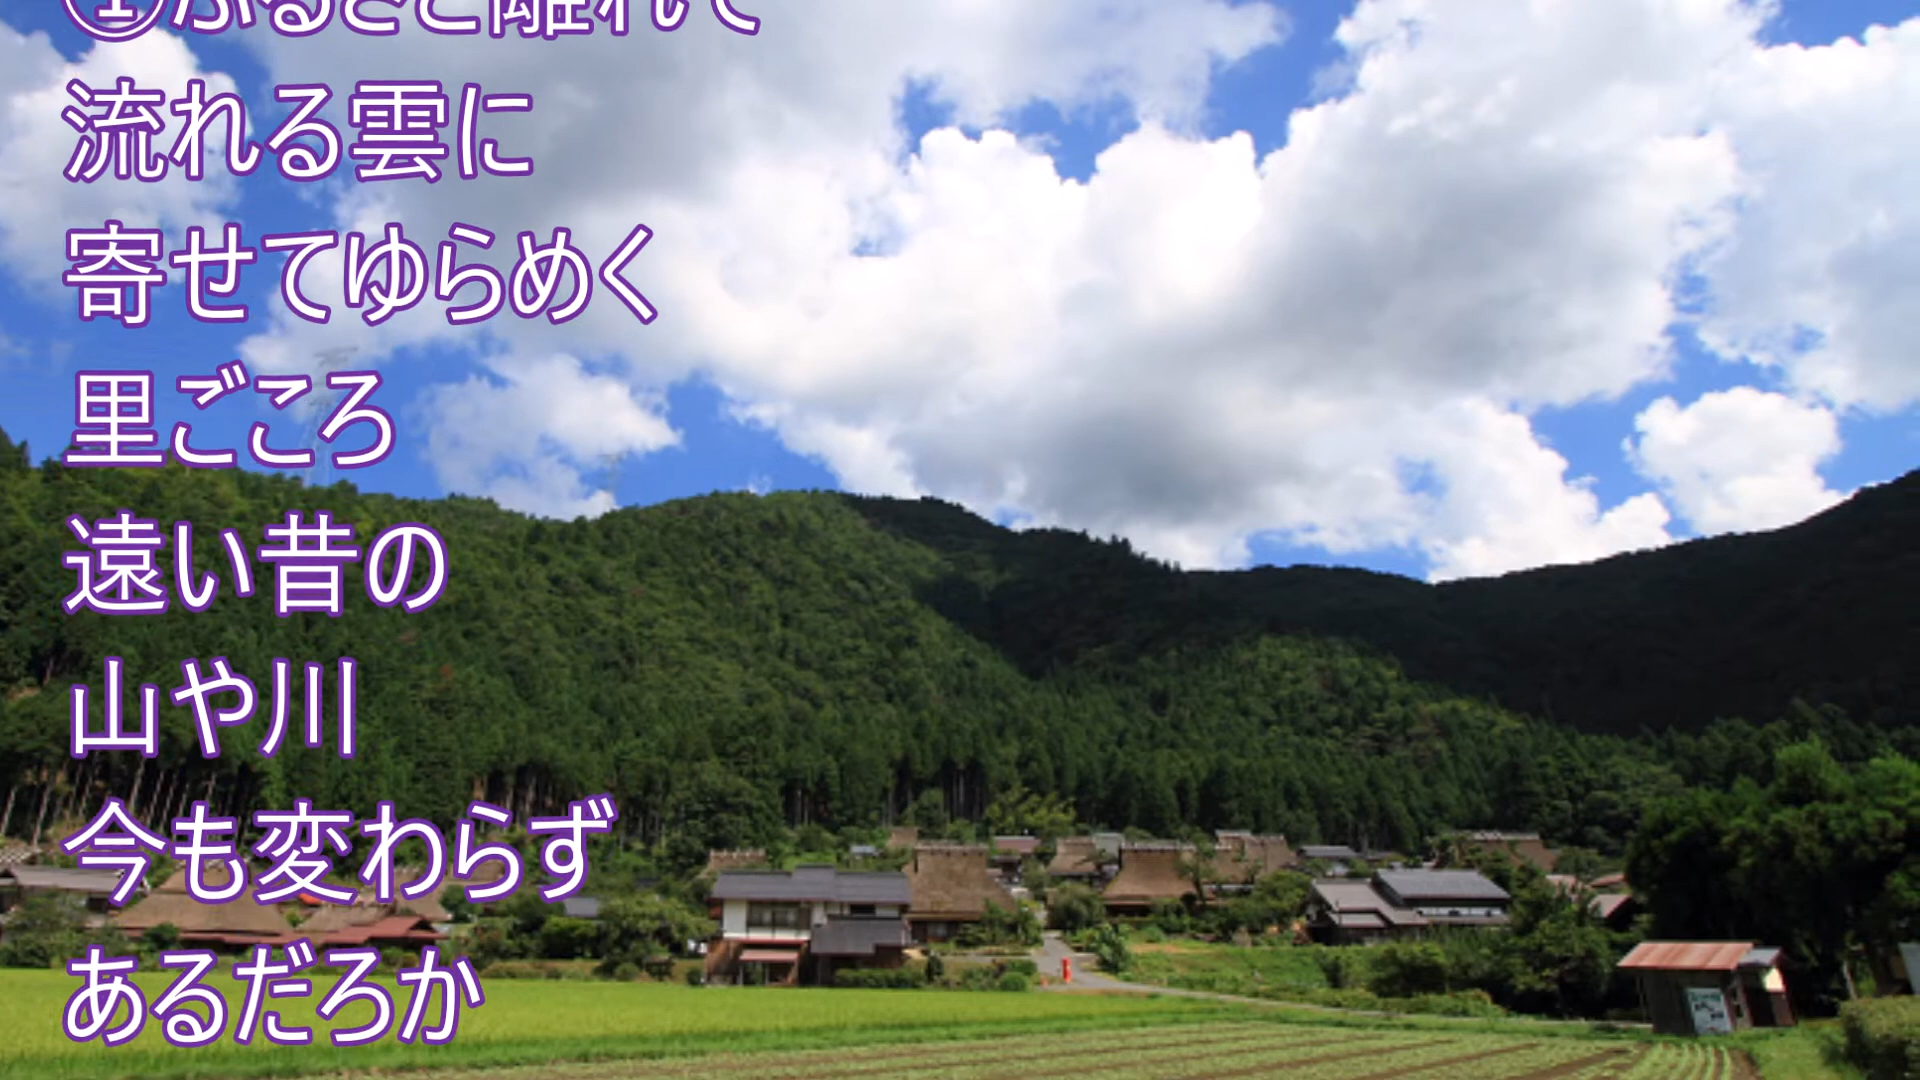 ①ふるさと離れて
流れる雲に
寄せてゆらめく
里ごころ
遠い昔の
山や川
今も変わらず
あるだろか